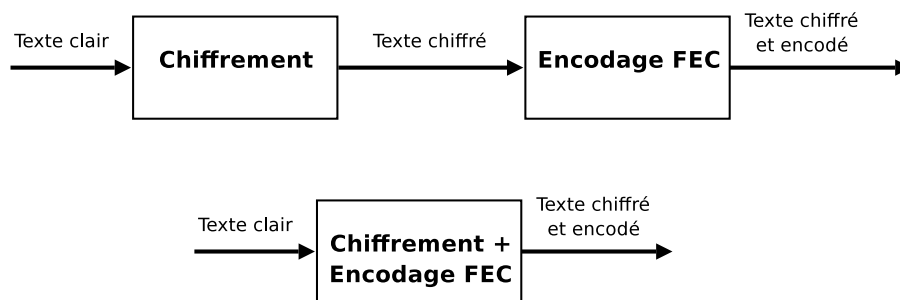 Texte clair
Chiffrement
Texte chiffré
Encodage FEC
Texte chiffré
et encodé
Texte clair
Chiffrement +
Encodage FEC
Texte chiffré
et encodé